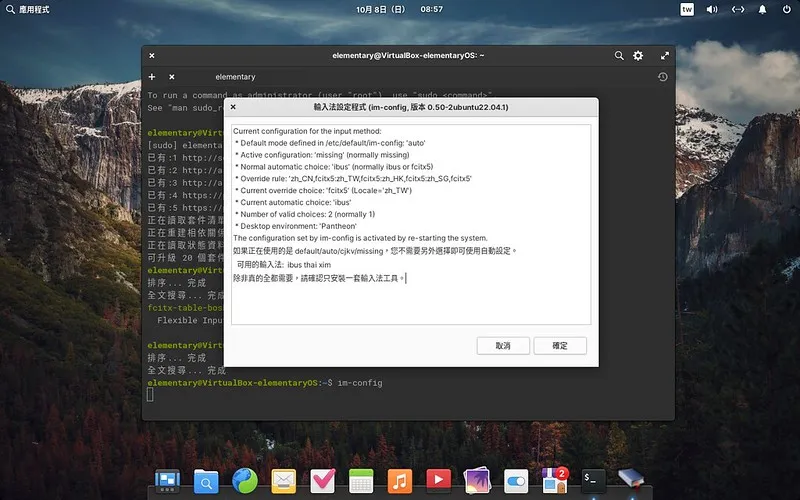 應用程式
10月 8日（日） 08:57
tw
elementary@VirtualBox-elementaryOS: ~
elementary
To run a command as administrator (user "root"), use "sudo <command>".
See "man sudo_r
elementary@Virtu
輸入法設定程式 (im-config, 版本 0.50-2ubuntu22.04.1)
Current configuration for the input method:
* Default mode defined in /etc/default/im-config: 'auto'
* Active configuration: 'missing' (normally missing)
* Normal automatic choice: 'ibus' (normally ibus or fcitx5)
* Override rule: 'zh_CN,fcitx5:zh_TW,fcitx5:zh_HK,fcitx5:zh_SG,fcitx5'
* Current override choice: 'fcitx5' (Locale='zh_TW')
* Current automatic choice: 'ibus'
* Number of valid choices: 2 (normally 1)
* Desktop environment: 'Pantheon'
The configuration set by im-config is activated by re-starting the system.
如果正在使用的是 default/auto/cjkv/missing，您不需要另外選擇即可使用自動設定。
可用的輸入法: ibus thai xim
除非真的全都需要，請確認只安裝一套輸入法工具。
取消
確定
[sudo] elementa
已有:1 http://s
已有:2 http://a
已有:3 http://a
已有:4 https://
已有:5 https://
正在讀取套件清單
正在重建相依關係
正在讀取狀態資料
可升級 20 個套件
elementary@Virtu
排序... 完成
全文搜尋... 完成
fcitx-table-bos
Flexible Inpu
elementary@Virtu
排序... 完成
全文搜尋... 完成
elementary@VirtualBox-elementaryOS:~$ im-config
2
$_